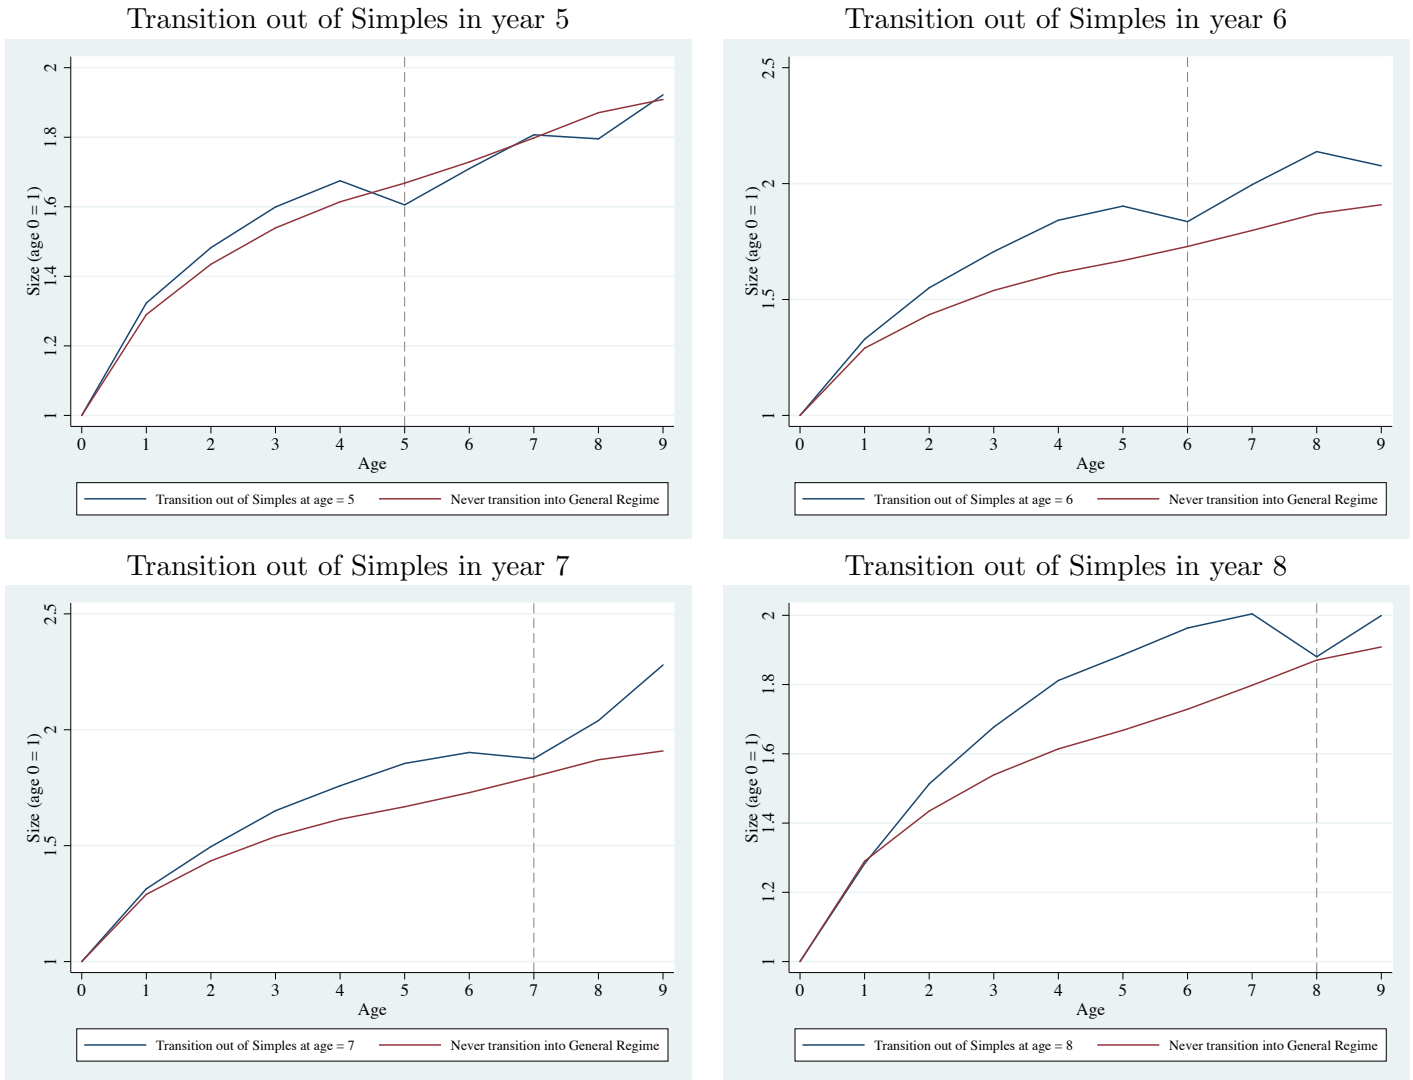 Transition out of Simples in year 5
Size (age 0 = 1)
2
1.8
1.6
1.4
1.2
1
0 1 2 3 4 5 6 7 8 9
Age
Transition out of Simples at age = 5 Never transition into General Regime
Transition out of Simples in year 6
Size (age 0 = 1)
2.5
2
1.5
1
0 1 2 3 4 5 6 7 8 9
Age
Transition out of Simples at age = 6 Never transition into General Regime
Transition out of Simples in year 7
Size (age 0 = 1)
2.5
2
1.5
1
0 1 2 3 4 5 6 7 8 9
Age
Transition out of Simples at age = 7 Never transition into General Regime
Transition out of Simples in year 8
Size (age 0 = 1)
2
1.8
1.6
1.4
1.2
1
0 1 2 3 4 5 6 7 8 9
Age
Transition out of Simples at age = 8 Never transition into General Regime